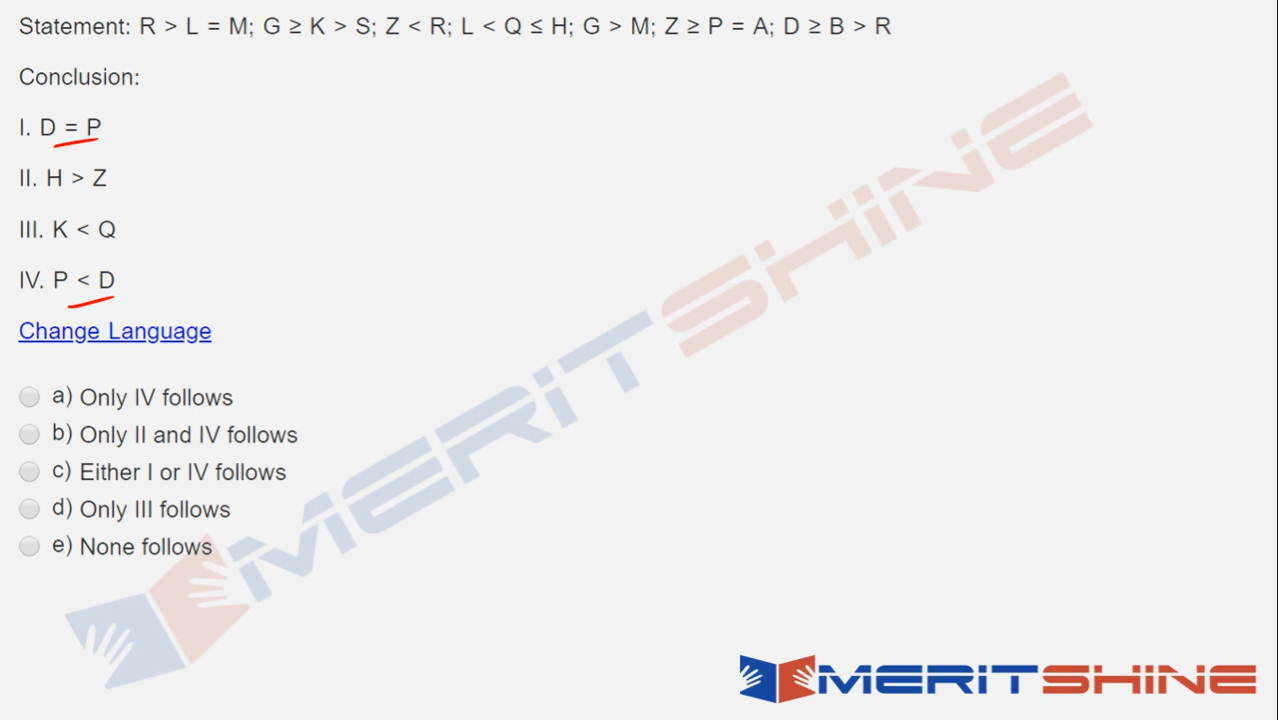 Statement: R > L = M; G ≥ K > S; Z < R; L < Q ≤ H; G > M; Z ≥ P = A; D ≥ B > R
Conclusion:
I. D = P
II. H > Z
III. K < Q
IV. P < D
Change Language
a) Only IV follows
b) Only II and IV follows
c) Either I or IV follows
d) Only III follows
e) None follows
MERITSHINE
MERITSHINE